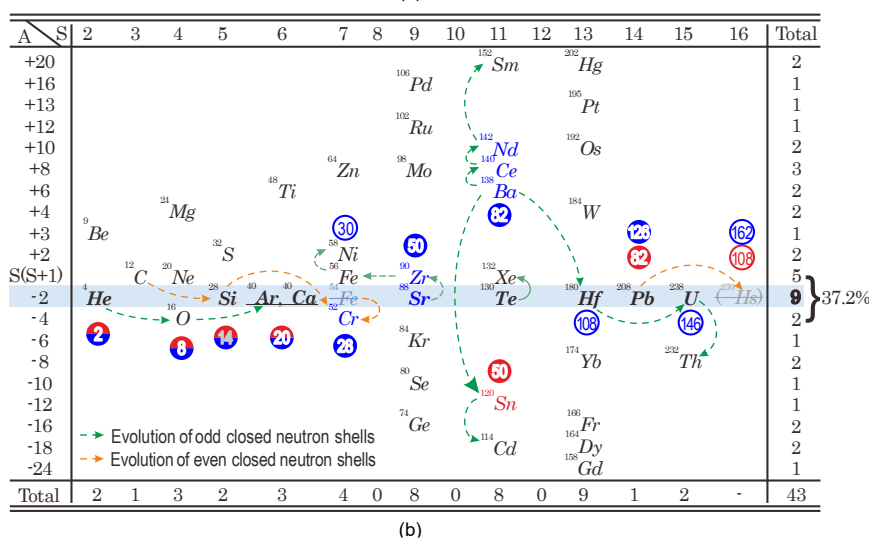 A S 2 3 4 5 6 7 8 9 10 11 12 13 14 15 16 Total
+20 152Sm 202Hg 2
+16 106Pd 1
+13 195Pt 1
+12 102Ru 1
+10 142Nd 192Os 2
+8 64Zn 98Mo 140Ce 3
+6 48Ti 138Ba 2
+4 24Mg 82 184W 2
+3 9Be 30 126 162 1
+2 32S 58Ni 50 82 108 2
S(S+1) 12C 20Ne 56Fe 90Zr 132Xe 5
-2 4He 28Si 40Ar, 40Ca 54Fe 88Sr 130Te 180Hf 208Pb 238U (270Hs) 9 37.2%
-4 16O 52Cr 108 146 2
-6 2 8 14 20 28 84Kr 1
-8 174Yb 232Th 2
-10 80Se 50 1
-12 120Sn 1
-16 74Ge 166Fr 2
Evolution of odd closed neutron shells
-18 114Cd 164Dy 2
Evolution of even closed neutron shells
-24 158Gd 1
Total 2 1 3 2 3 4 0 8 0 8 0 9 1 2 - 43
(b)